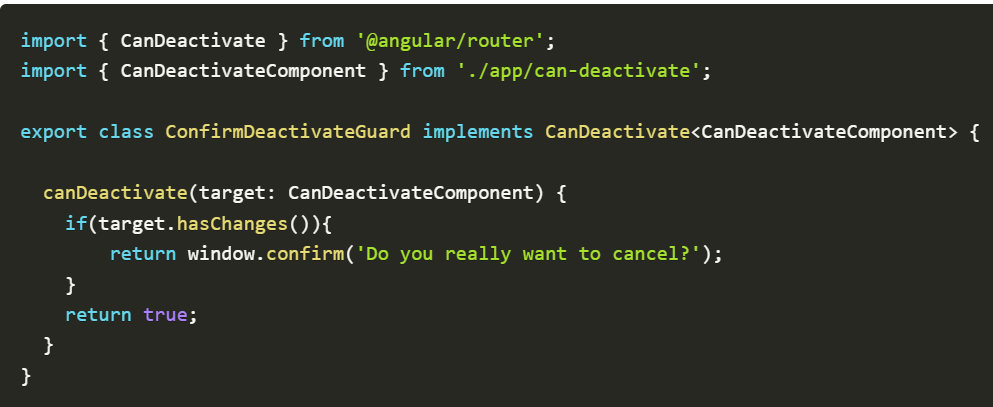 import { CanDeactivate } from '@angular/router';
import { CanDeactivateComponent } from './app/can-deactivate';

export class ConfirmDeactivateGuard implements CanDeactivate<CanDeactivateComponent> {

  canDeactivate(target: CanDeactivateComponent) {
    if(target.hasChanges()){
        return window.confirm('Do you really want to cancel?');
    }
    return true;
  }
}